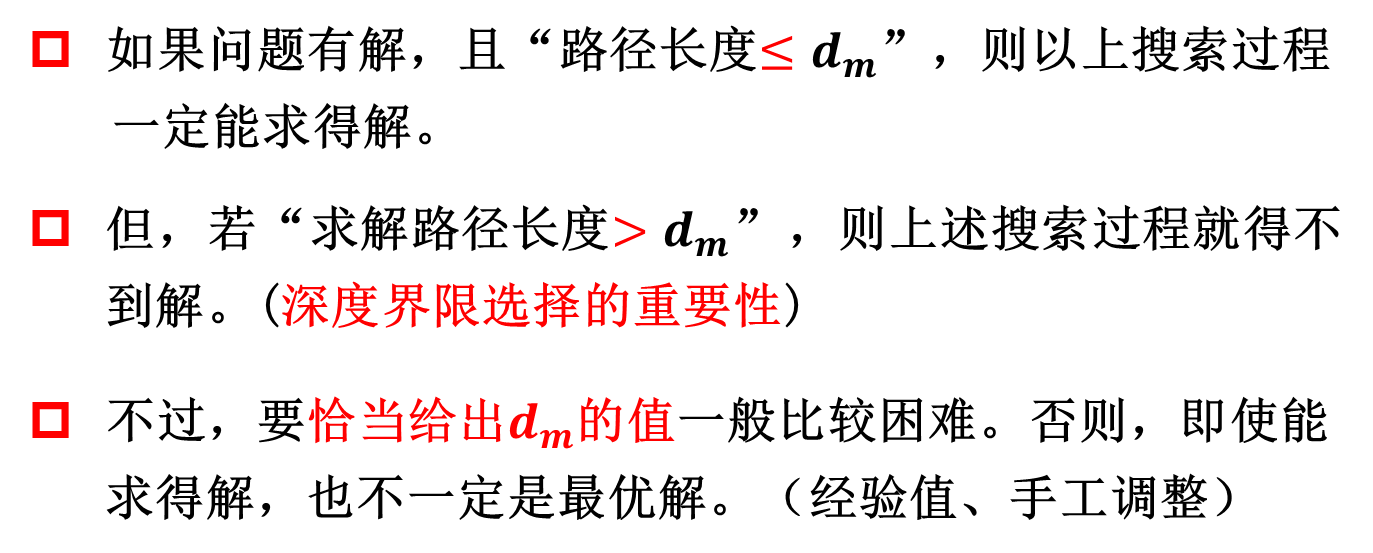 如果问题有解，且“路径长度≤ dm”，则以上搜索过程
一定能求得解。
但，若“求解路径长度> dm”，则上述搜索过程就得不
到解。(深度界限选择的重要性)
不过，要恰当给出dm的值一般比较困难。否则，即使能
求得解，也不一定是最优解。（经验值、手工调整）